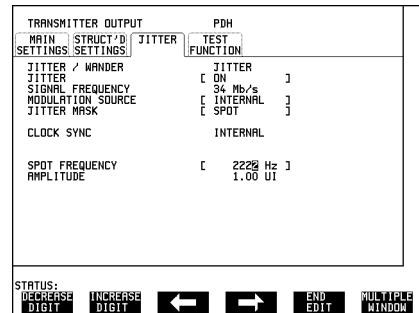 TRANSMITTER OUTPUT PDH
MAIN SETTINGS STRUCT'D SETTINGS JITTER TEST FUNCTION
JITTER / WANDER JITTER
JITTER [ ON ]
SIGNAL FREQUENCY 34 Mb/s
MODULATION SOURCE [ INTERNAL ]
JITTER MASK [ SPOT ]
CLOCK SYNC INTERNAL
SPOT FREQUENCY [ 2222 Hz ]
AMPLITUDE 1.00 UI
STATUS:
DECREASE DIGIT INCREASE DIGIT END EDIT MULTIPLE WINDOW